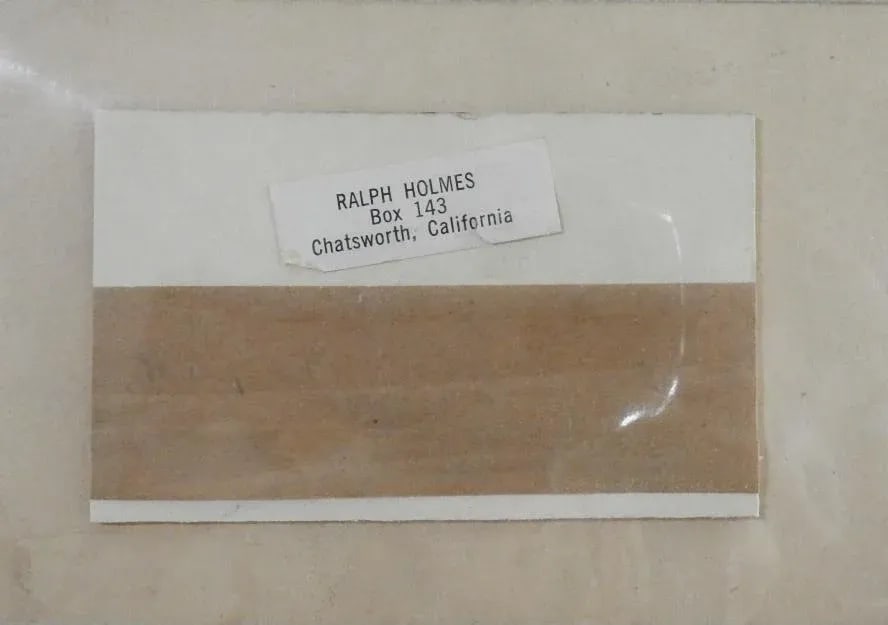 RALPH HOLMES
Box 143
Chatsworth, California